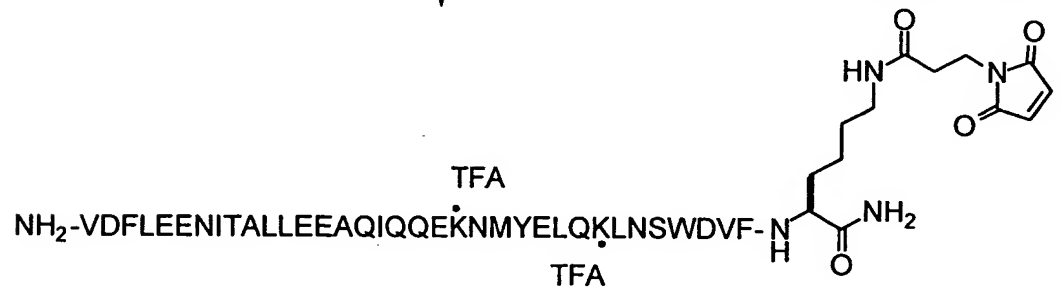 O
HN
O
N
O
TFA
NH₂-VDFLEENITALLEEAQIQQEKNMYELQKLNSWDVF-N
H
NH₂
O
TFA